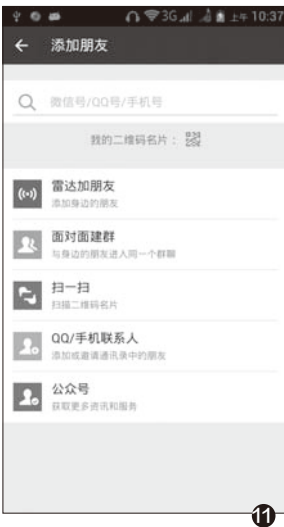 3G 上午 10:37
添加朋友
微信号/QQ号/手机号
我的二维码名片：
雷达加朋友
添加身边的朋友
面对面建群
与身边的朋友进入同一个群聊
扫一扫
扫描二维码名片
QQ/手机联系人
添加或邀请通讯录中的朋友
公众号
获取更多资讯和服务
11